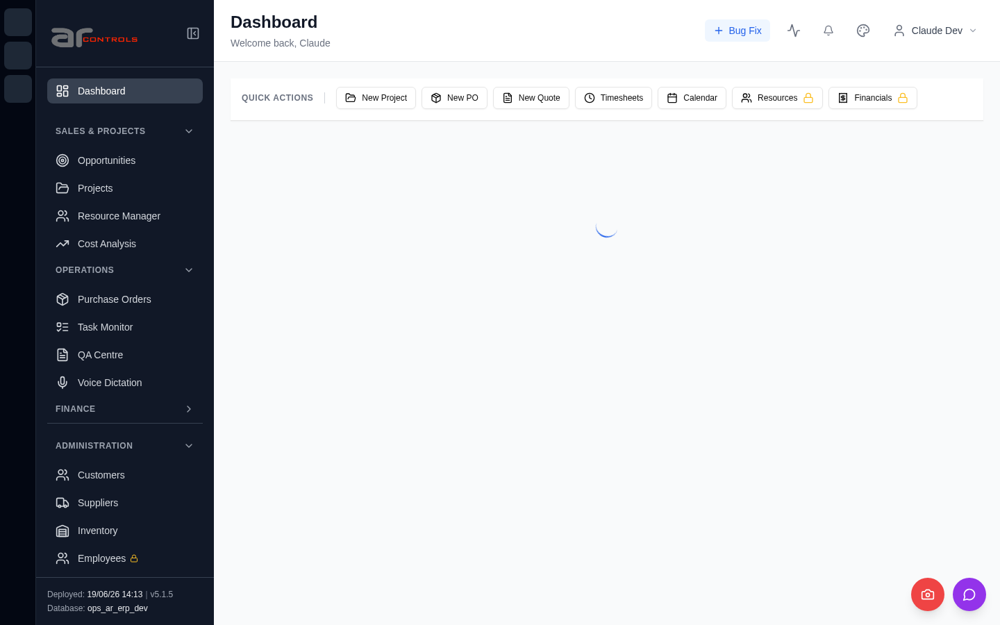 ar CONTROLS
Dashboard
SALES & PROJECTS
Opportunities
Projects
Resource Manager
Cost Analysis
OPERATIONS
Purchase Orders
Task Monitor
QA Centre
Voice Dictation
FINANCE
ADMINISTRATION
Customers
Suppliers
Inventory
Employees
Deployed: 19/06/26 14:13 | v5.1.5
Database: ops_ar_erp_dev
Dashboard
Welcome back, Claude
Bug Fix
Claude Dev
QUICK ACTIONS
New Project
New PO
New Quote
Timesheets
Calendar
Resources
Financials